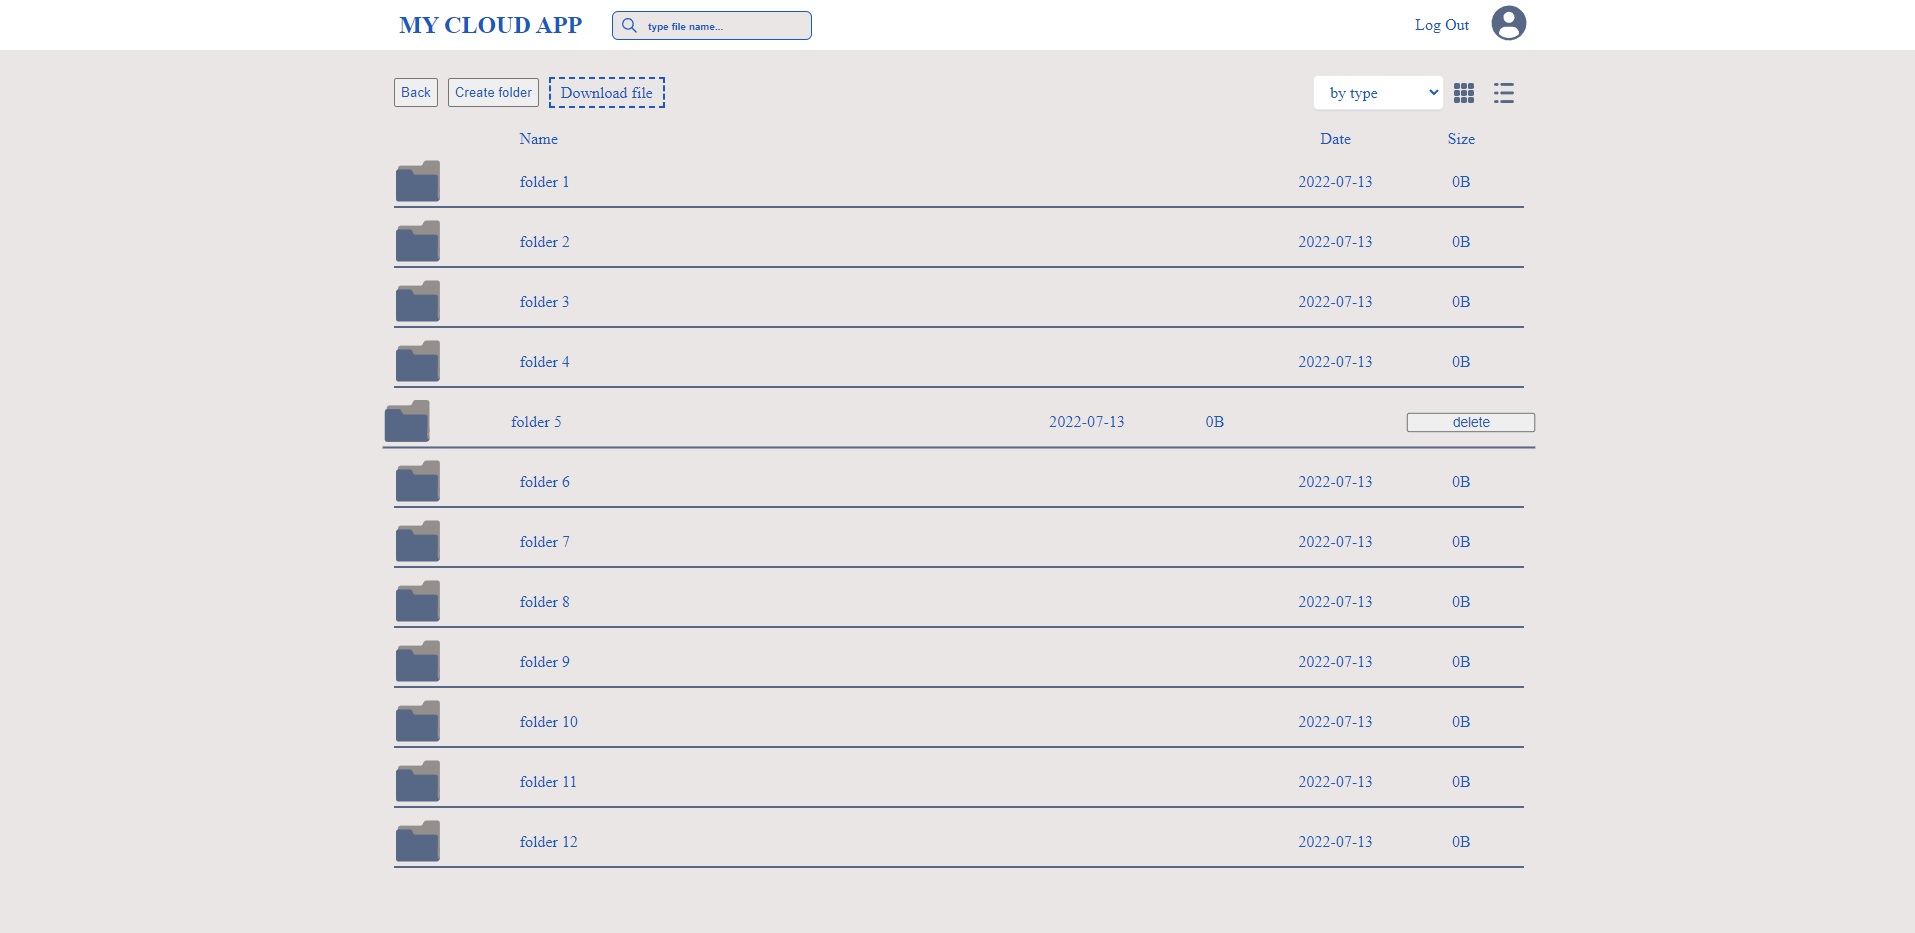 MY CLOUD APP type file name... Log Out
Back Create folder Download file by type
Name Date Size
folder 1 2022-07-13 0B
folder 2 2022-07-13 0B
folder 3 2022-07-13 0B
folder 4 2022-07-13 0B
folder 5 2022-07-13 0B delete
folder 6 2022-07-13 0B
folder 7 2022-07-13 0B
folder 8 2022-07-13 0B
folder 9 2022-07-13 0B
folder 10 2022-07-13 0B
folder 11 2022-07-13 0B
folder 12 2022-07-13 0B